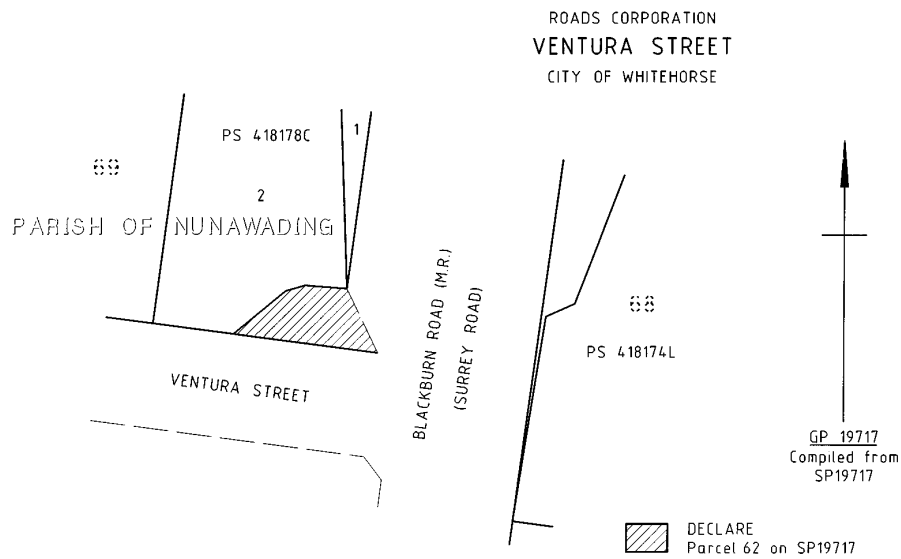 ROADS CORPORATION
VENTURA STREET
CITY OF WHITEHORSE
PS 418178C
1
69
2
PARISH OF NUNAWADING
BLACKBURN ROAD (M.R.)
(SURREY ROAD)
68
PS 418174L
VENTURA STREET
GP 19717
Compiled from
SP19717
DECLARE
Parcel 62 on SP19717